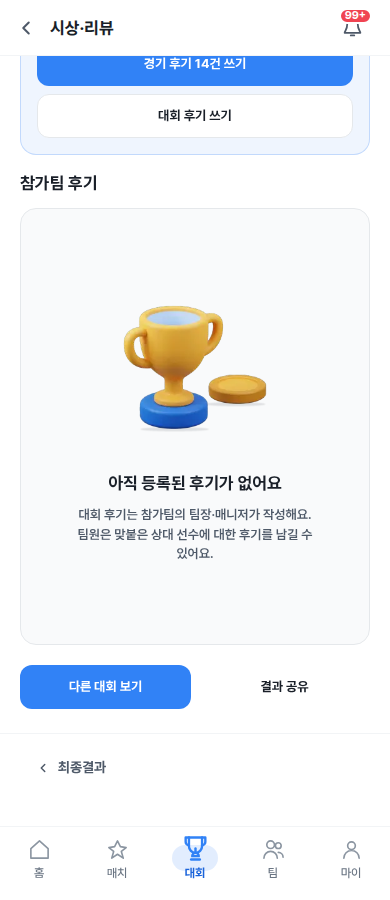 시상·리뷰
99+
경기 후기 14건 쓰기
대회 후기 쓰기
참가팀 후기
아직 등록된 후기가 없어요
대회 후기는 참가팀의 팀장·매니저가 작성해요.
팀원은 맞붙은 상대 선수에 대한 후기를 남길 수
있어요.
다른 대회 보기
결과 공유
최종결과
홈
매치
대회
팀
마이